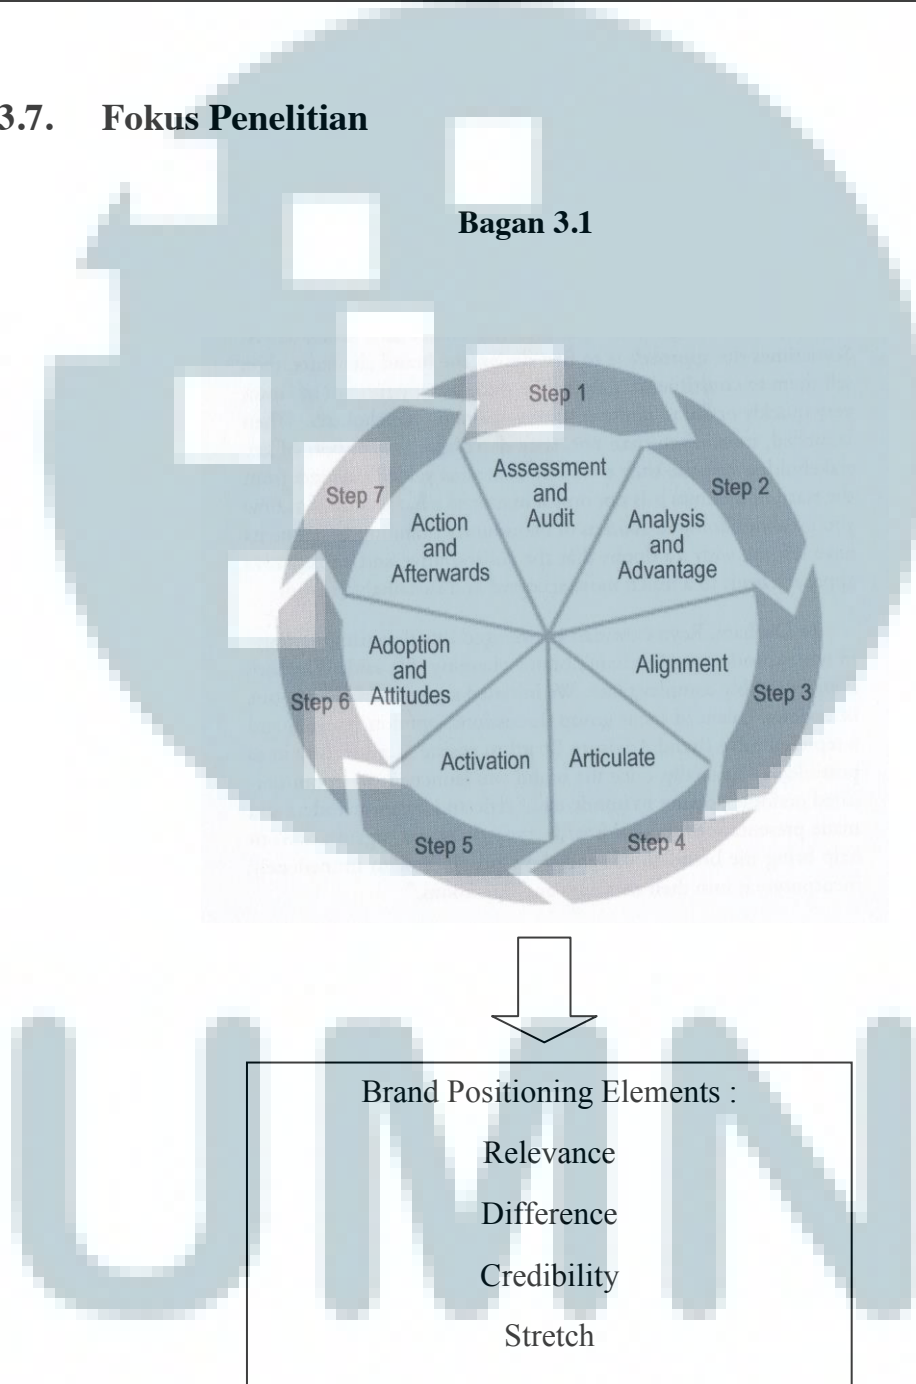 3.7. Fokus Penelitian
Bagan 3.1
Step 1
Assessment
and
Audit
Step 2
Analysis
and
Advantage
Step 3
Alignment
Step 4
Articulate
Step 5
Activation
Step 6
Adoption
and
Attitudes
Step 7
Action
and
Afterwards
Brand Positioning Elements :
Relevance
Difference
Credibility
Stretch
UMN